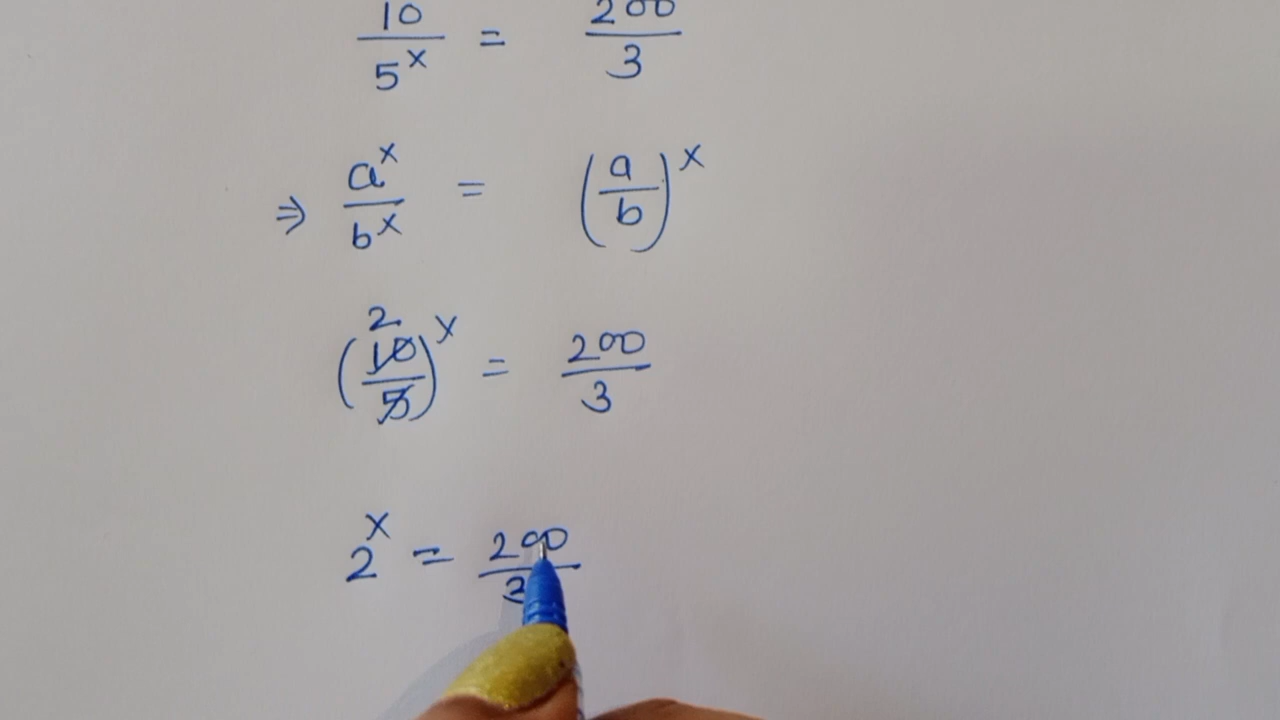 10/5^x = 200/3
⇒ a^x/b^x = (a/b)^x
2
(10/5)^x = 200/3
2^x = 200/3